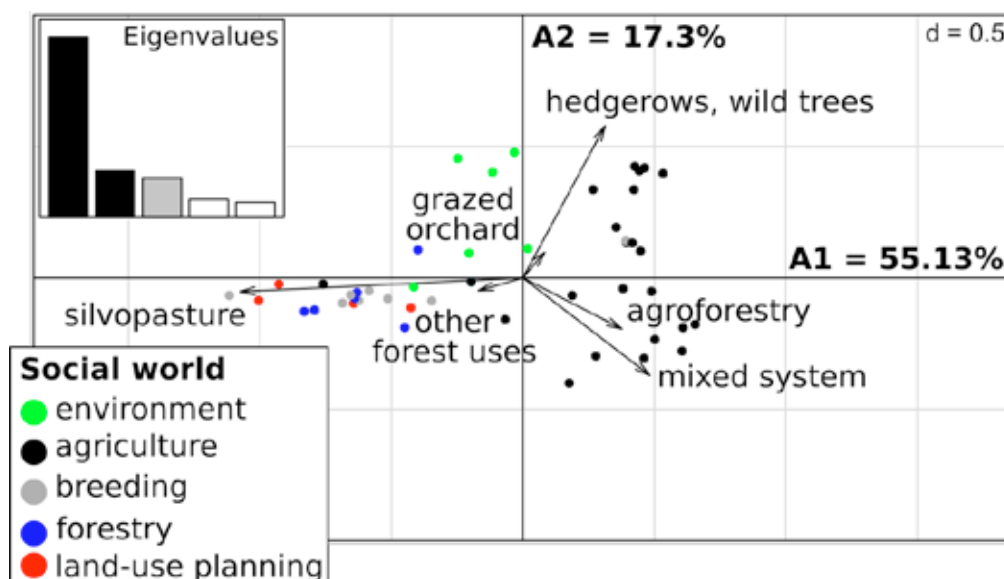 Eigenvalues
A2 = 17.3%
d = 0.5
hedgerows, wild trees
grazed
orchard
A1 = 55.13%
silvopasture
other
forest uses
agroforestry
mixed system
Social world
environment
agriculture
breeding
forestry
land-use planning